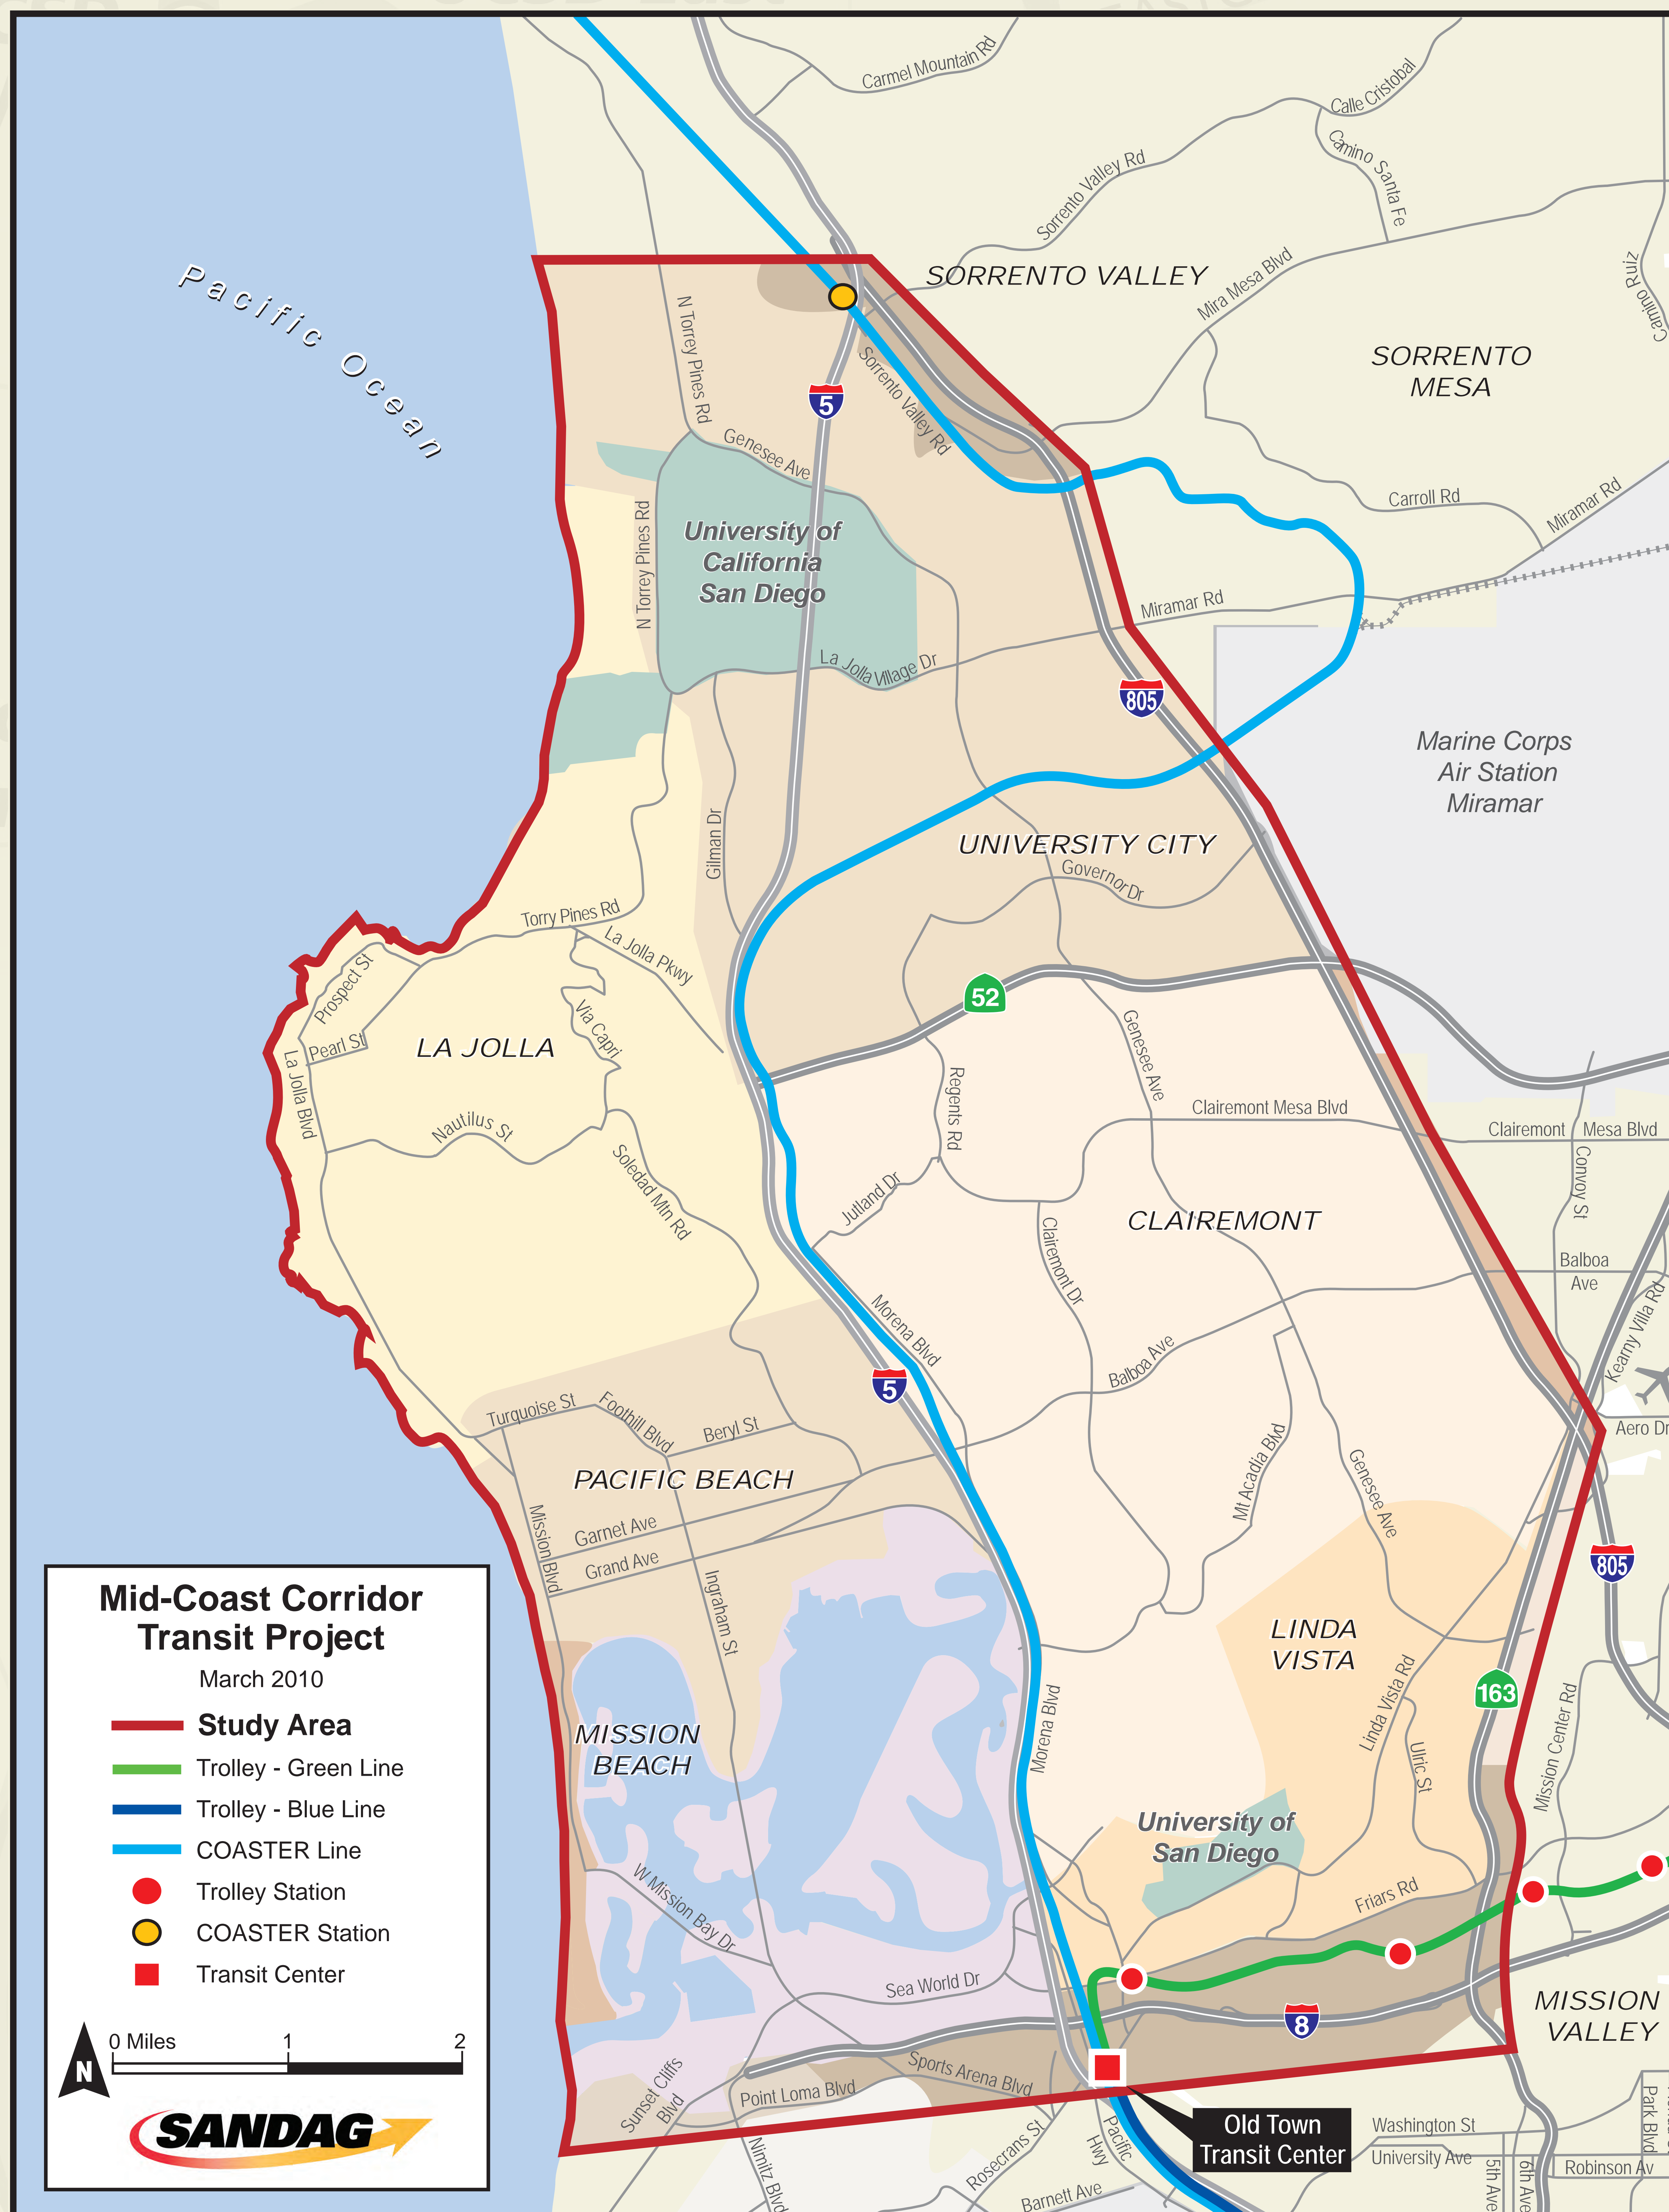 Carmel Mountain Rd
Calle Cristobal
Camino Santa Fe
Sorrento Valley Rd
SORRENTO VALLEY
Mira Mesa Blvd
Camino Ruiz
SORRENTO
MESA
Pacific Ocean
N Torrey Pines Rd
5
Sorrento Valley Rd
Genesee Ave
Carroll Rd
Miramar Rd
N Torrey Pines Rd
University of
California
San Diego
Miramar Rd
La Jolla Village Dr
805
Marine Corps
Air Station
Miramar
Gilman Dr
UNIVERSITY CITY
Governor Dr
Torry Pines Rd
La Jolla Pkwy
Prospect St
52
Via Capri
Pearl St
LA JOLLA
La Jolla Blvd
Genesee Ave
Regents Rd
Clairemont Mesa Blvd
Clairemont Mesa Blvd
Nautilus St
Convoy St
Soledad Mtn Rd
Jutland Dr
CLAIREMONT
Clairemont Dr
Balboa
Ave
Morena Blvd
Kearny Villa Rd
Balboa Ave
5
Turquoise St
Foothill Blvd
Beryl St
Aero Dr
PACIFIC BEACH
Mt Acadia Blvd
Genesee Ave
Mission Blvd
Garnet Ave
Grand Ave
805
Ingraham St
LINDA
VISTA
Linda Vista Rd
163
Mission Center Rd
MISSION
BEACH
Morena Blvd
Ulric St
University of
San Diego
W Mission Bay Dr
Friars Rd
Sea World Dr
8
MISSION
VALLEY
Sports Arena Blvd
Sunset Cliffs
Blvd
Point Loma Blvd
Old Town
Transit Center
Nimitz Blvd
Rosecrans St
Pacific
Hwy
Barnett Ave
Washington St
University Ave
Robinson Av
Park Blvd
5th Ave
6th Ave
Mid-Coast Corridor
Transit Project
March 2010
Study Area
Trolley - Green Line
Trolley - Blue Line
COASTER Line
Trolley Station
COASTER Station
Transit Center
N
0 Miles 1 2
SANDAG